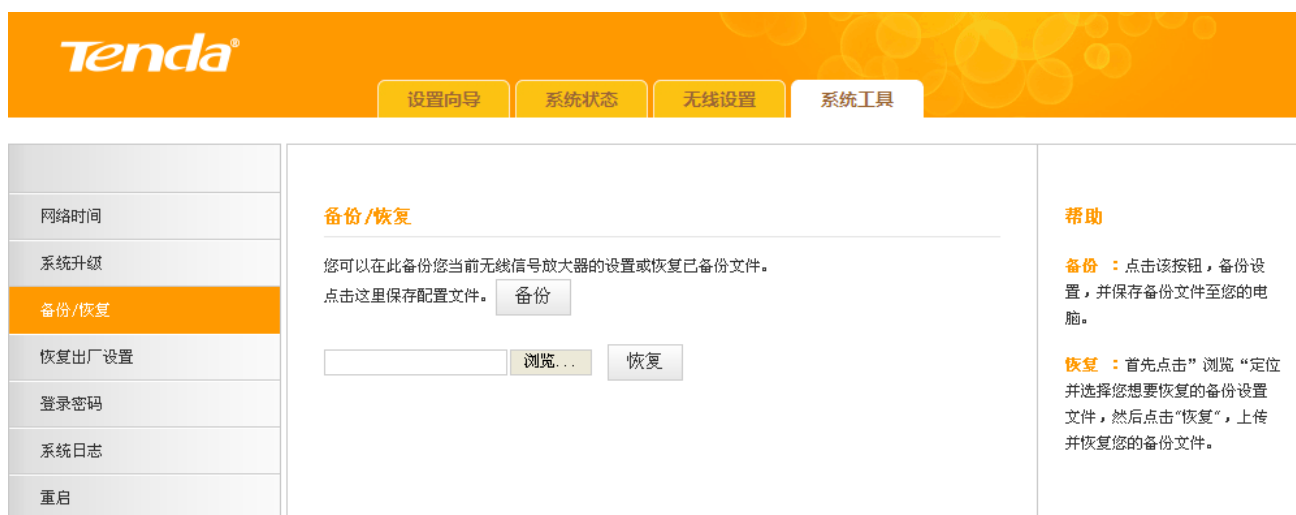 Tenda®
设置向导 系统状态 无线设置 系统工具
网络时间
系统升级
备份/恢复
恢复出厂设置
登录密码
系统日志
重启
备份/恢复
您可以在此备份您当前无线信号放大器的设置或恢复已备份文件。
点击这里保存配置文件。 备份
浏览... 恢复
帮助
备份 ：点击该按钮，备份设
置，并保存备份文件至您的电
脑。
恢复 ：首先点击”浏览“定位
并选择您想要恢复的备份设置
文件，然后点击“恢复”，上传
并恢复您的备份文件。